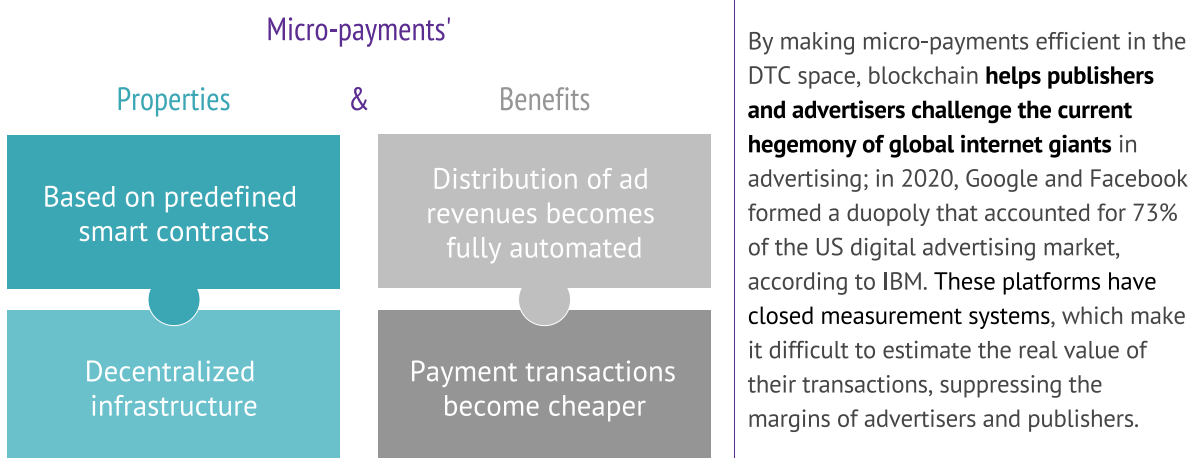 Micro-payments'
Properties & Benefits
Based on predefined
smart contracts
Distribution of ad
revenues becomes
fully automated
Decentralized
infrastructure
Payment transactions
become cheaper
By making micro-payments efficient in the
DTC space, blockchain helps publishers
and advertisers challenge the current
hegemony of global internet giants in
advertising; in 2020, Google and Facebook
formed a duopoly that accounted for 73%
of the US digital advertising market,
according to IBM. These platforms have
closed measurement systems, which make
it difficult to estimate the real value of
their transactions, suppressing the
margins of advertisers and publishers.